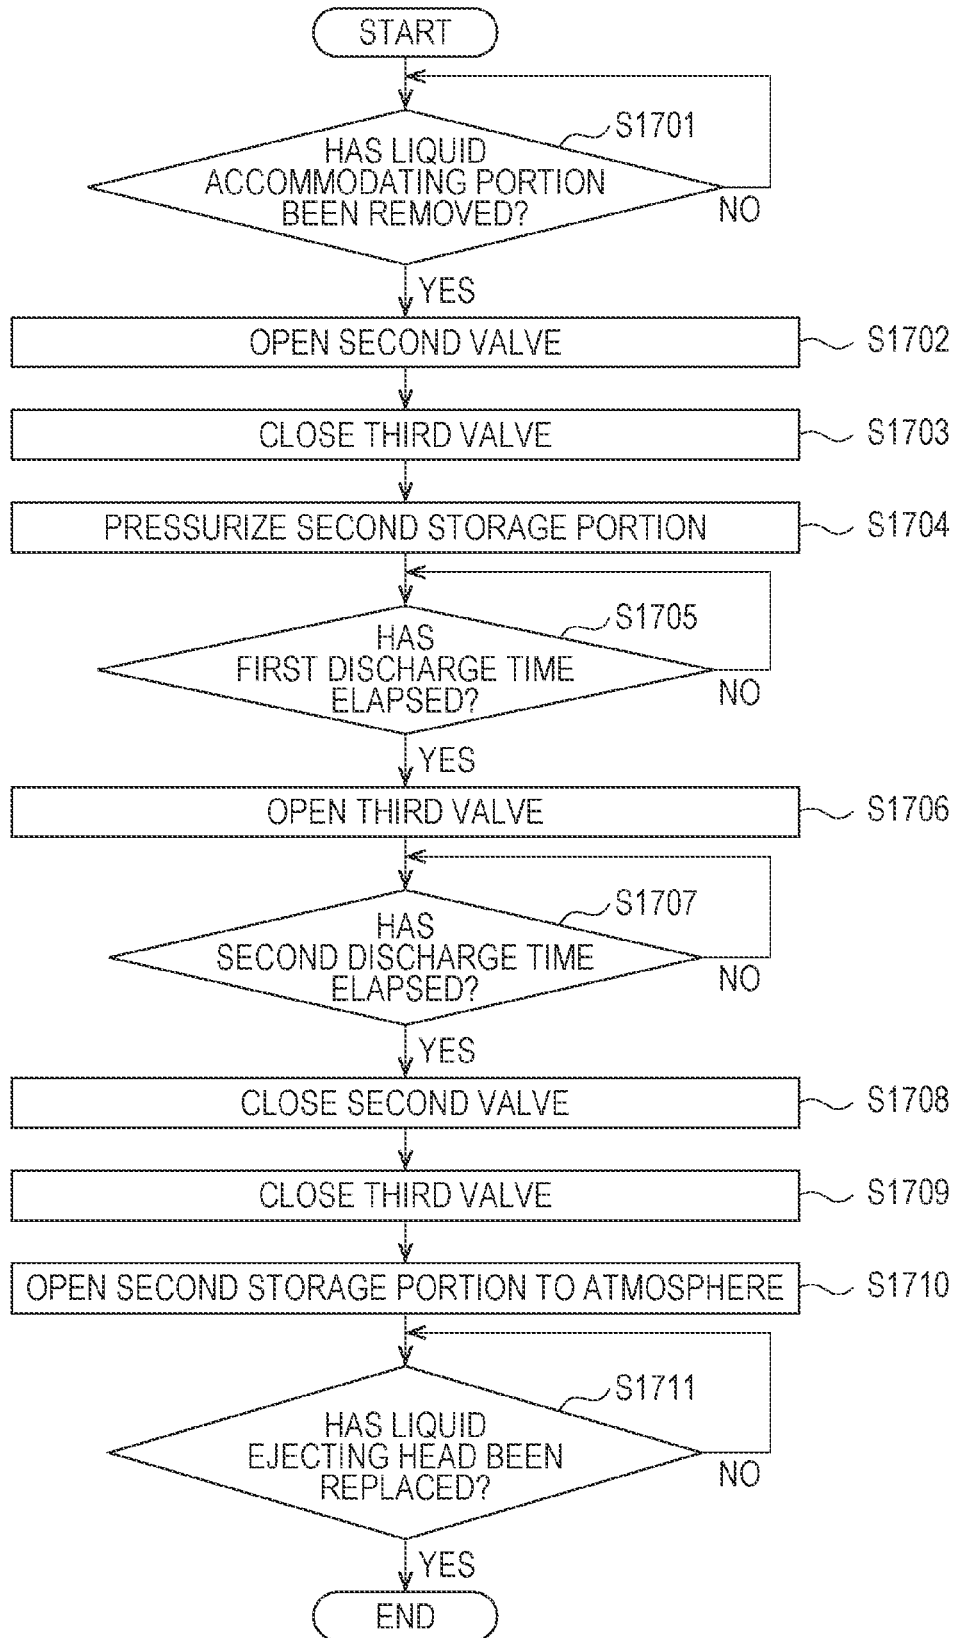 START
S1701
HAS LIQUID
ACCOMMODATING PORTION
BEEN REMOVED?
NO
YES
OPEN SECOND VALVE
S1702
CLOSE THIRD VALVE
S1703
PRESSURIZE SECOND STORAGE PORTION
S1704
S1705
HAS
FIRST DISCHARGE TIME
ELAPSED?
NO
YES
OPEN THIRD VALVE
S1706
S1707
HAS
SECOND DISCHARGE TIME
ELAPSED?
NO
YES
CLOSE SECOND VALVE
S1708
CLOSE THIRD VALVE
S1709
OPEN SECOND STORAGE PORTION TO ATMOSPHERE
S1710
S1711
HAS LIQUID
EJECTING HEAD BEEN
REPLACED?
NO
YES
END